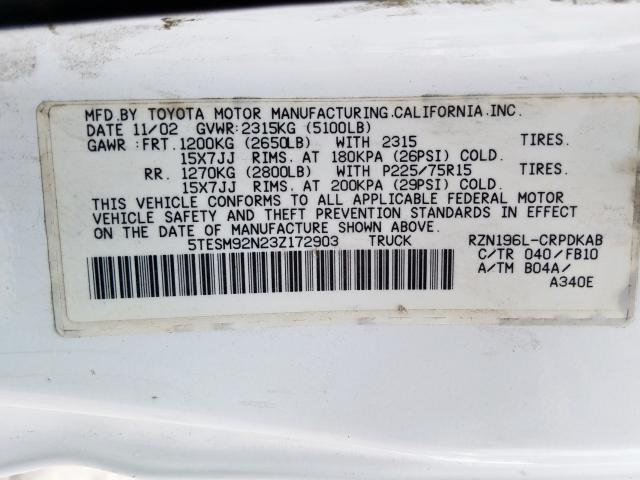 MFD.BY TOYOTA MOTOR MANUFACTURING.CALIFORNIA.INC.
DATE 11/02 GVWR:2315KG (5100LB)
GAWR :FRT.1200KG (2650LB) WITH 2315 TIRES.
15X7JJ RIMS. AT 180KPA (26PSI) COLD.
RR. 1270KG (2800LB) WITH P225/75R15 TIRES.
15X7JJ RIMS. AT 200KPA (29PSI) COLD.
THIS VEHICLE CONFORMS TO ALL APPLICABLE FEDERAL MOTOR
VEHICLE SAFETY AND THEFT PREVENTION STANDARDS IN EFFECT
ON THE DATE OF MANUFACTURE SHOWN ABOVE.
5TESM92N23Z172903 TRUCK RZN196L-CRPDKAB
C/TR 040/FB10
A/TM B04A/
A340E